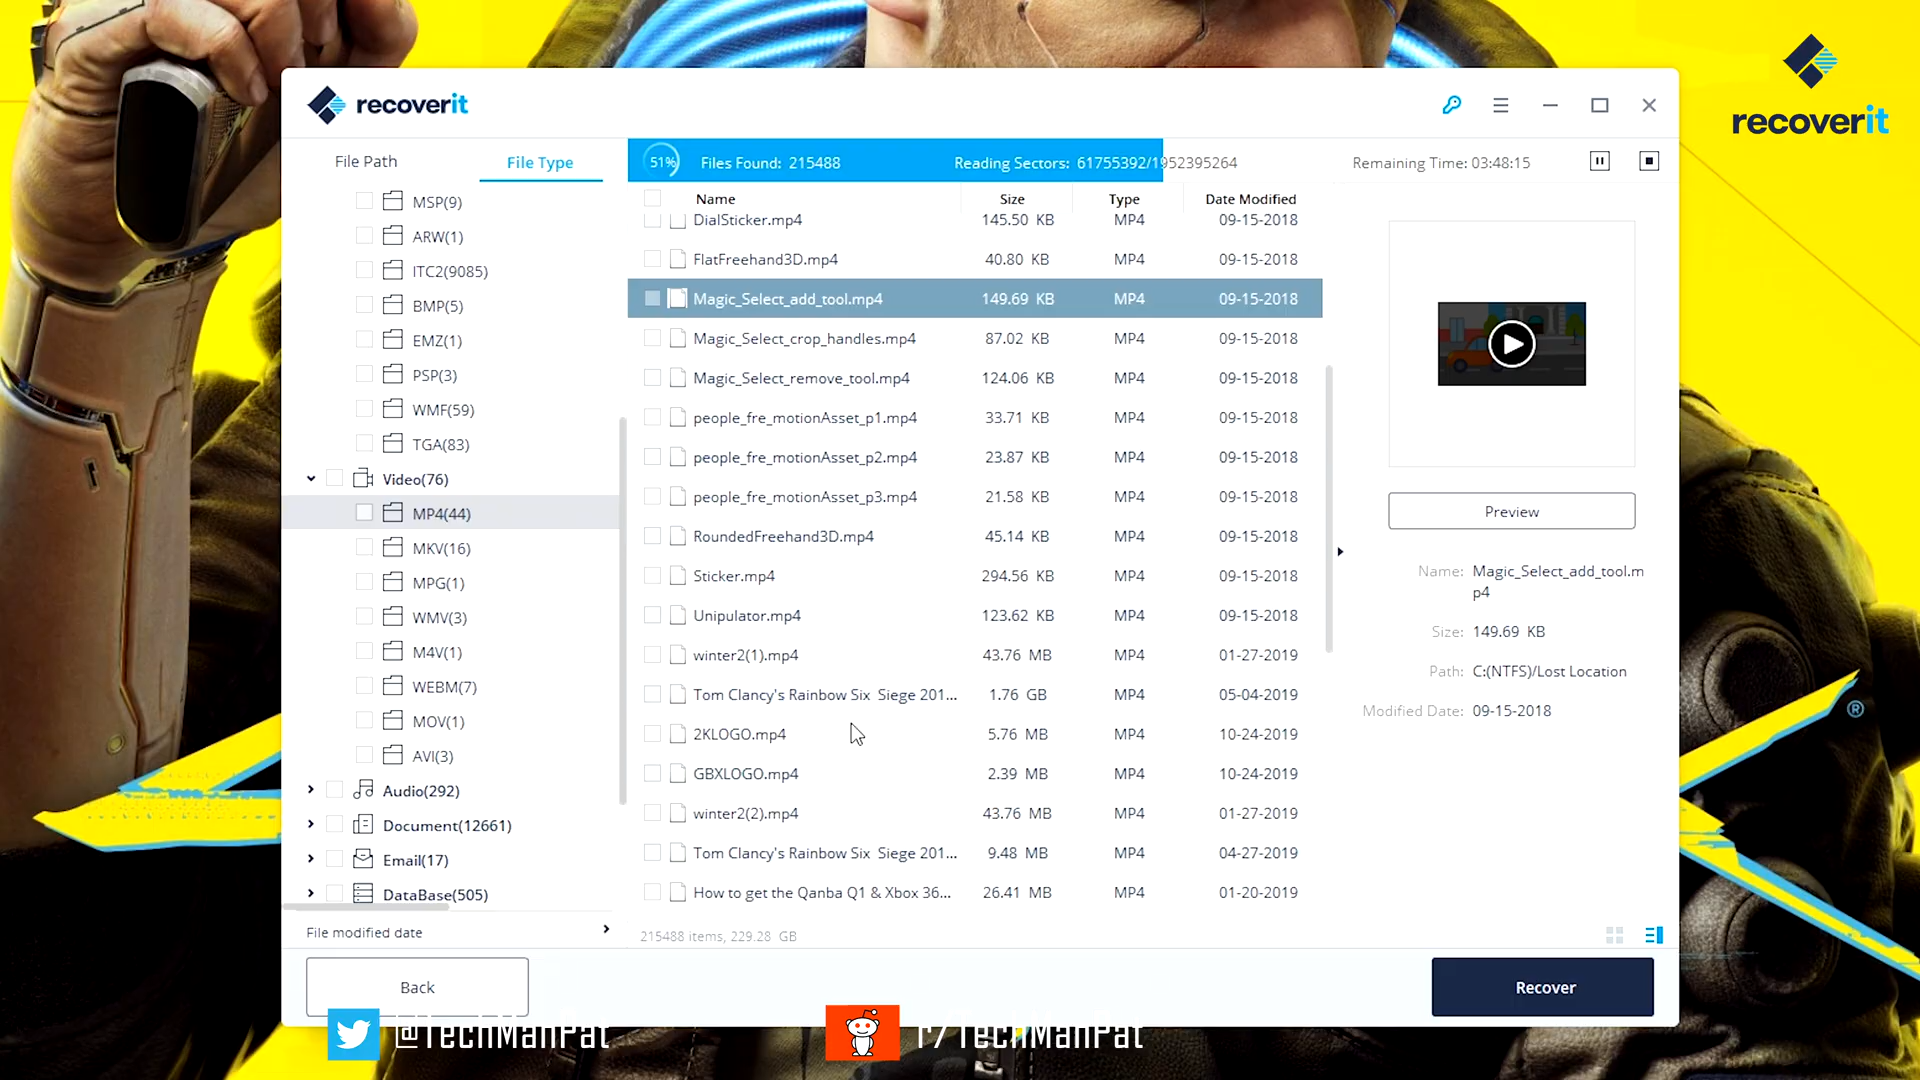 recoverit
recoverit
File Path
File Type
51%
Files Found: 215488
Reading Sectors: 61755392/1952395264
Remaining Time: 03:48:15
MSP(9)
ARW(1)
ITC2(9085)
BMP(5)
EMZ(1)
PSP(3)
WMF(59)
TGA(83)
Video(76)
MP4(44)
MKV(16)
MPG(1)
WMV(3)
M4V(1)
WEBM(7)
MOV(1)
AVI(3)
Audio(292)
Document(12661)
Email(17)
DataBase(505)
File modified date
Name Size Type Date Modified
DialSticker.mp4 145.50 KB MP4 09-15-2018
FlatFreehand3D.mp4 40.80 KB MP4 09-15-2018
Magic_Select_add_tool.mp4 149.69 KB MP4 09-15-2018
Magic_Select_crop_handles.mp4 87.02 KB MP4 09-15-2018
Magic_Select_remove_tool.mp4 124.06 KB MP4 09-15-2018
people_fre_motionAsset_p1.mp4 33.71 KB MP4 09-15-2018
people_fre_motionAsset_p2.mp4 23.87 KB MP4 09-15-2018
people_fre_motionAsset_p3.mp4 21.58 KB MP4 09-15-2018
RoundedFreehand3D.mp4 45.14 KB MP4 09-15-2018
Sticker.mp4 294.56 KB MP4 09-15-2018
Unipulator.mp4 123.62 KB MP4 09-15-2018
winter2(1).mp4 43.76 MB MP4 01-27-2019
Tom Clancy's Rainbow Six Siege 201... 1.76 GB MP4 05-04-2019
2KLOGO.mp4 5.76 MB MP4 10-24-2019
GBXLOGO.mp4 2.39 MB MP4 10-24-2019
winter2(2).mp4 43.76 MB MP4 01-27-2019
Tom Clancy's Rainbow Six Siege 201... 9.48 MB MP4 04-27-2019
How to get the Qanba Q1 & Xbox 36... 26.41 MB MP4 01-20-2019
215488 items, 229.28 GB
Preview
Name: Magic_Select_add_tool.m
p4
Size: 149.69 KB
Path: C:(NTFS)/Lost Location
Modified Date: 09-15-2018
®
Back
Recover
@TechManPat
r/TechManPat